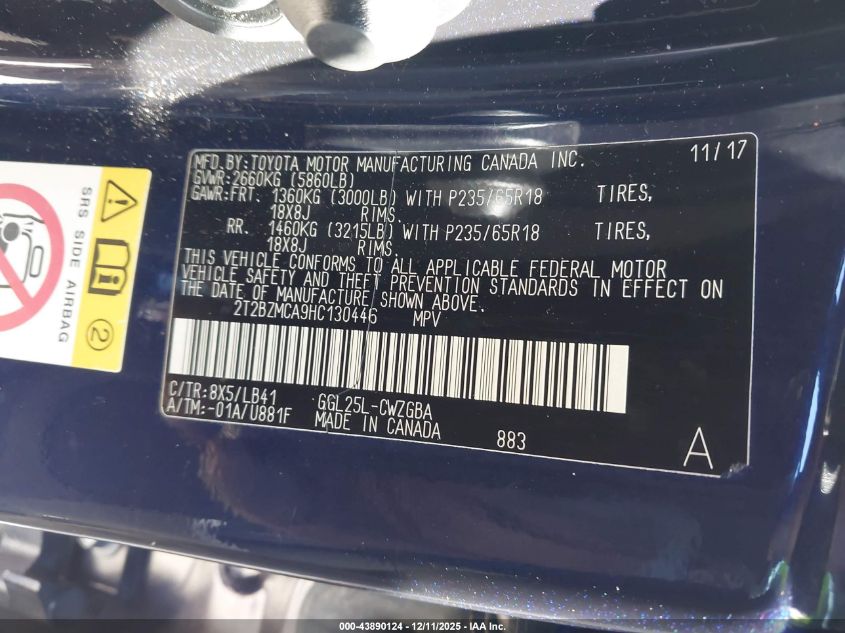 MFD.BY:TOYOTA MOTOR MANUFACTURING CANADA INC. 11/17
GVWR:2660KG (5860LB)
GAWR:FRT. 1360KG (3000LB) WITH P235/65R18 TIRES,
18X8J RIMS.
RR. 1460KG (3215LB) WITH P235/65R18 TIRES,
18X8J RIMS.
THIS VEHICLE CONFORMS TO ALL APPLICABLE FEDERAL MOTOR
VEHICLE SAFETY AND THEFT PREVENTION STANDARDS IN EFFECT ON
THE DATE OF MANUFACTURE SHOWN ABOVE.
2T2BZMCA9HC130446 MPV
C/TR:8X5/LB41 GGL25L-CWZGBA
A/TM:-01A/U881F MADE IN CANADA 883 A
SRS SIDE AIRBAG
2
000-43890124 - 12/11/2025 - IAA Inc.